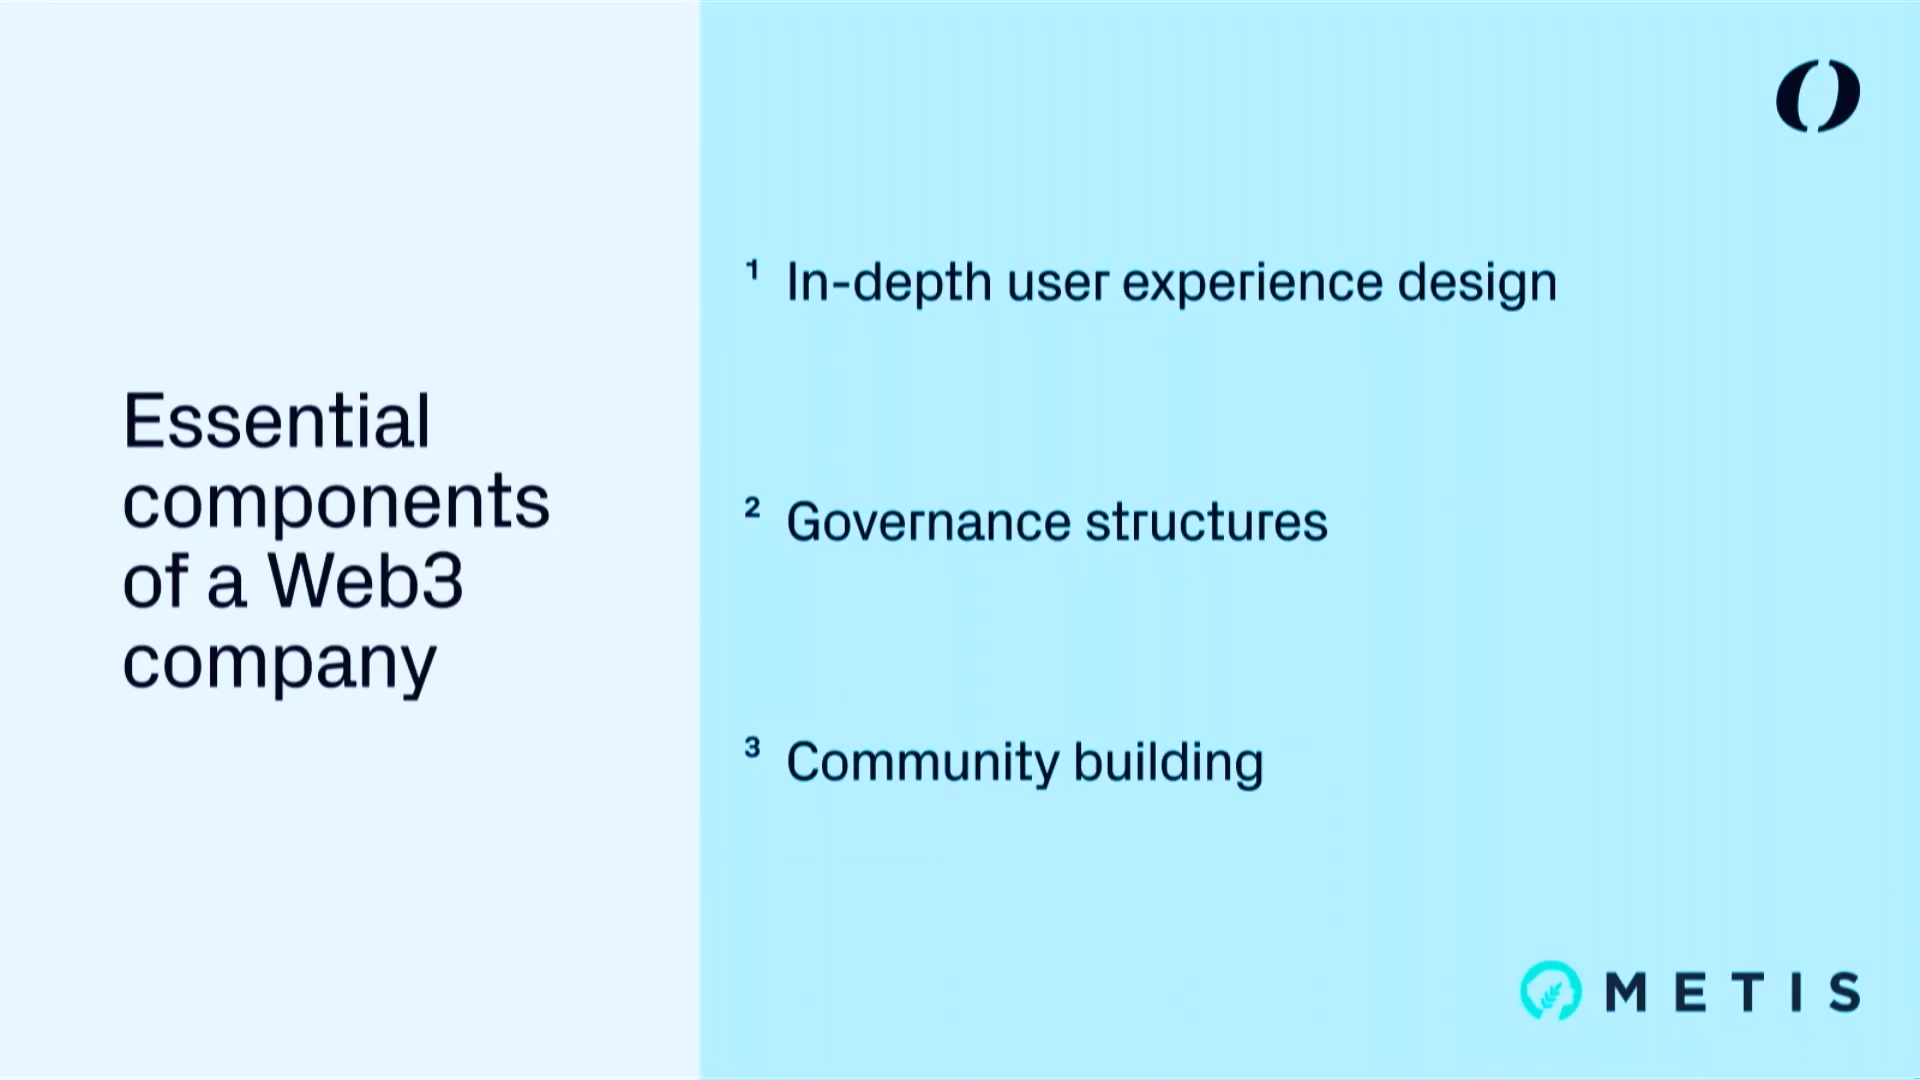 Essential
components
of a Web3
company
1 In-depth user experience design
2 Governance structures
3 Community building
METIS